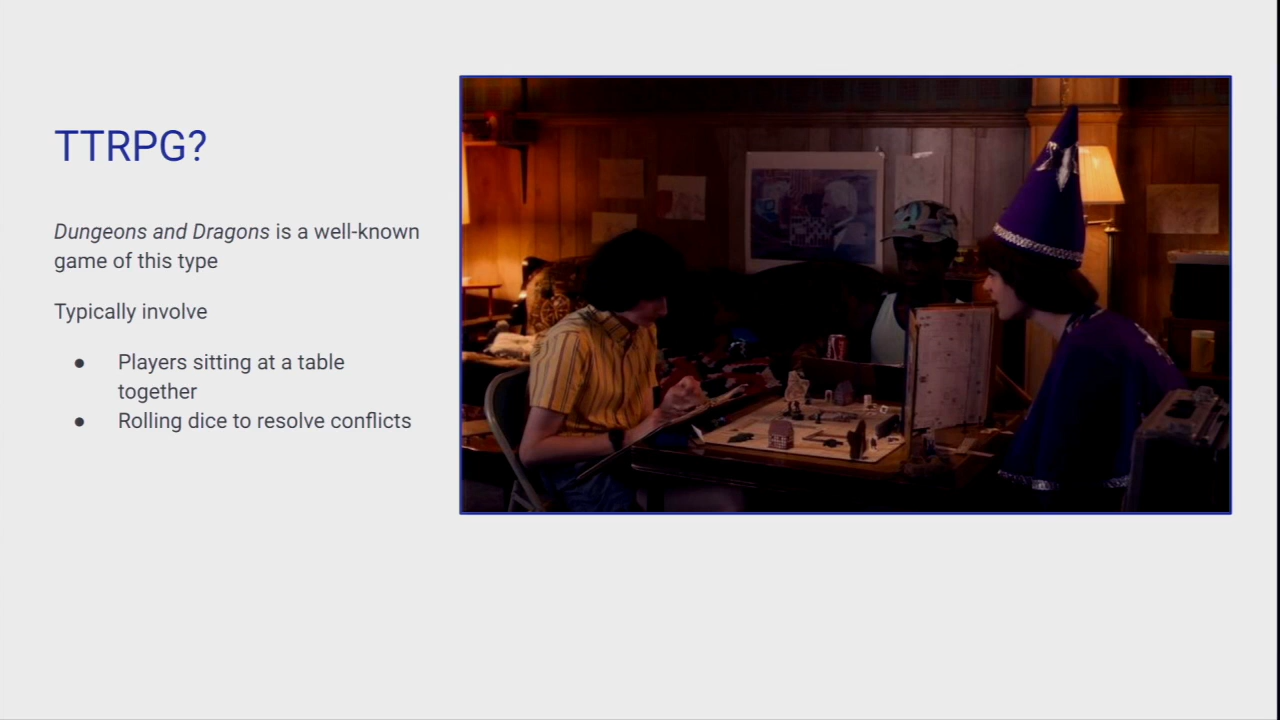 TTRPG?
Dungeons and Dragons is a well-known
game of this type
Typically involve
● Players sitting at a table
together
● Rolling dice to resolve conflicts